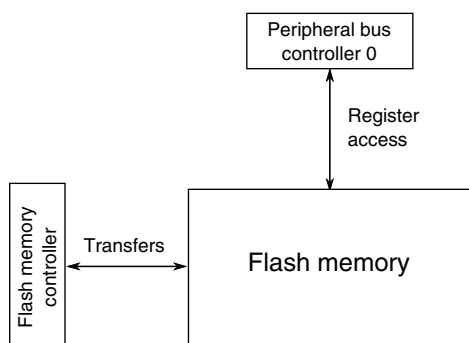 Peripheral bus
controller 0
Register
access
Flash memory
controller
Transfers
Flash memory